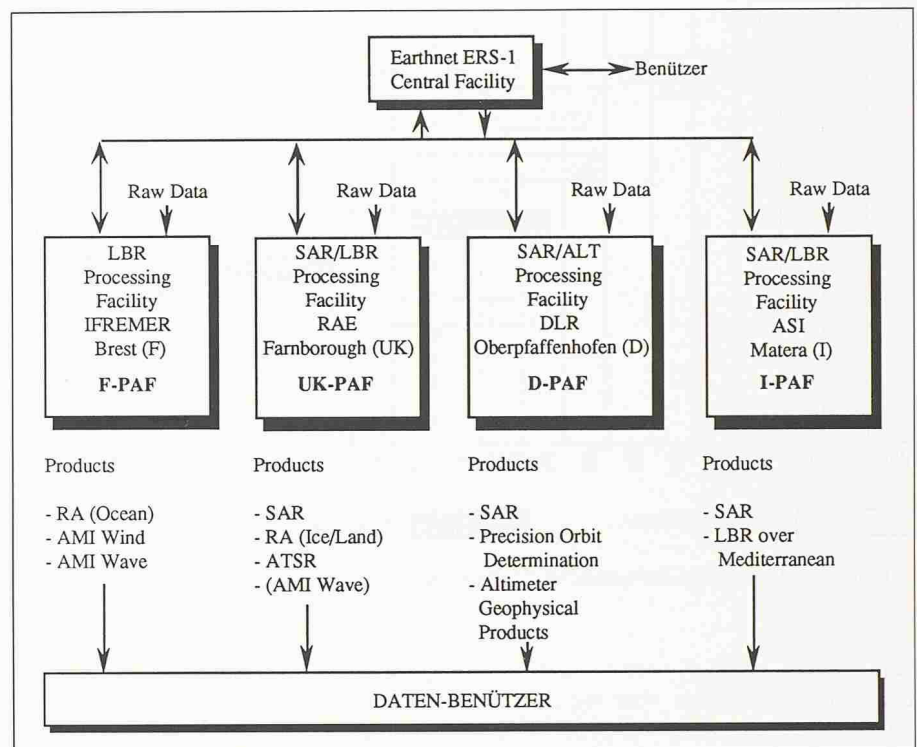 Earthnet ERS-1
Central Facility
Benützer
Raw Data
Raw Data
Raw Data
Raw Data
LBR
Processing
Facility
IFREMER
Brest (F)
F-PAF
SAR/LBR
Processing
Facility
RAE
Farnborough (UK)
UK-PAF
SAR/ALT
Processing
Facility
DLR
Oberpfaffenhofen (D)
D-PAF
SAR/LBR
Processing
Facility
ASI
Matera (I)
I-PAF
Products
- RA (Ocean)
- AMI Wind
- AMI Wave
Products
- SAR
- RA (Ice/Land)
- ATSR
- (AMI Wave)
Products
- SAR
- Precision Orbit
Determination
- Altimeter
Geophysical
Products
Products
- SAR
- LBR over
Mediterranean
DATEN-BENÜTZER